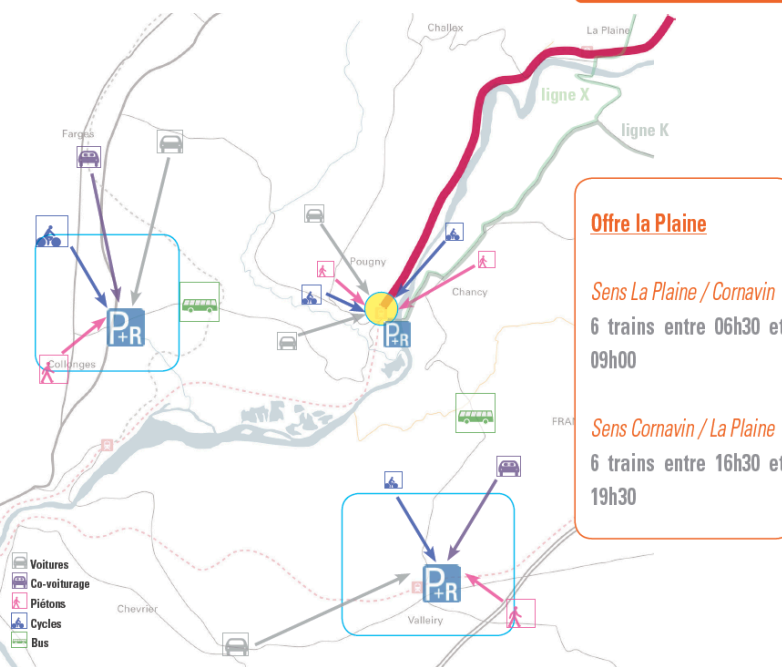 Challex
La Plaine
ligne X
ligne K
Farges
Pougny
Chancy
P+R
P+R
Collonges
Offre la Plaine
Sens La Plaine / Cornavin
6 trains entre 06h30 et
09h00
FRA
Sens Cornavin / La Plaine
6 trains entre 16h30 et
19h30
Voitures
Co-voiturage
Piétons
Cycles
Bus
Chevrier
P+R
Valleiry